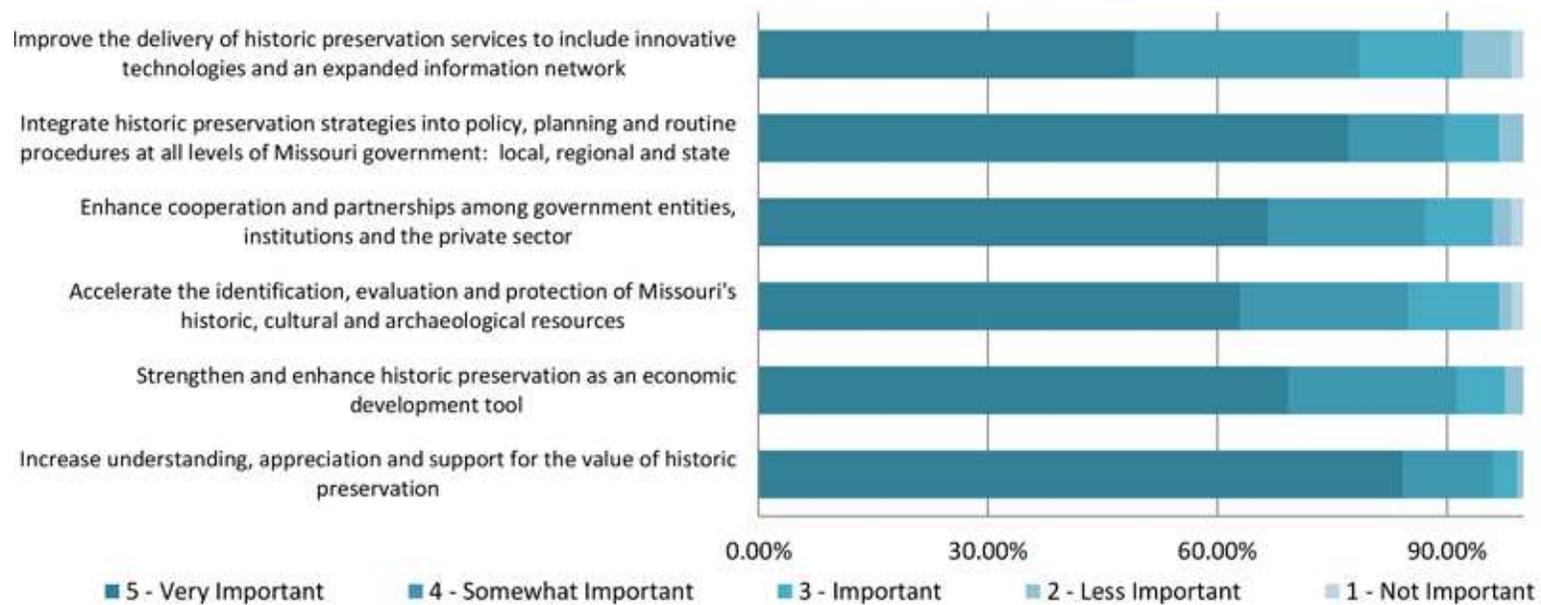 Improve the delivery of historic preservation services to include innovative
technologies and an expanded information network
Integrate historic preservation strategies into policy, planning and routine
procedures at all levels of Missouri government: local, regional and state
Enhance cooperation and partnerships among government entities,
institutions and the private sector
Accelerate the identification, evaluation and protection of Missouri's
historic, cultural and archaeological resources
Strengthen and enhance historic preservation as an economic
development tool
Increase understanding, appreciation and support for the value of historic
preservation
0.00% 30.00% 60.00% 90.00%
5 - Very Important 4 - Somewhat Important 3 - Important 2 - Less Important 1 - Not Important